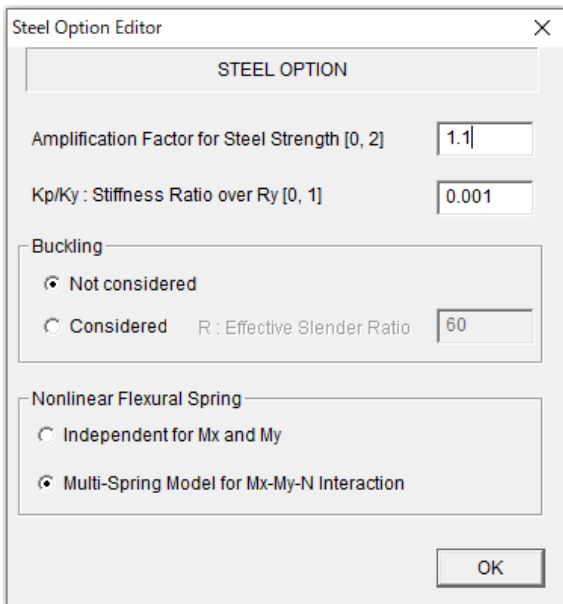 Steel Option Editor
STEEL OPTION
Amplification Factor for Steel Strength [0, 2] 1.1
Kp/Ky : Stiffness Ratio over Ry [0, 1] 0.001
Buckling
Not considered
Considered R : Effective Slender Ratio 60
Nonlinear Flexural Spring
Independent for Mx and My
Multi-Spring Model for Mx-My-N Interaction
OK